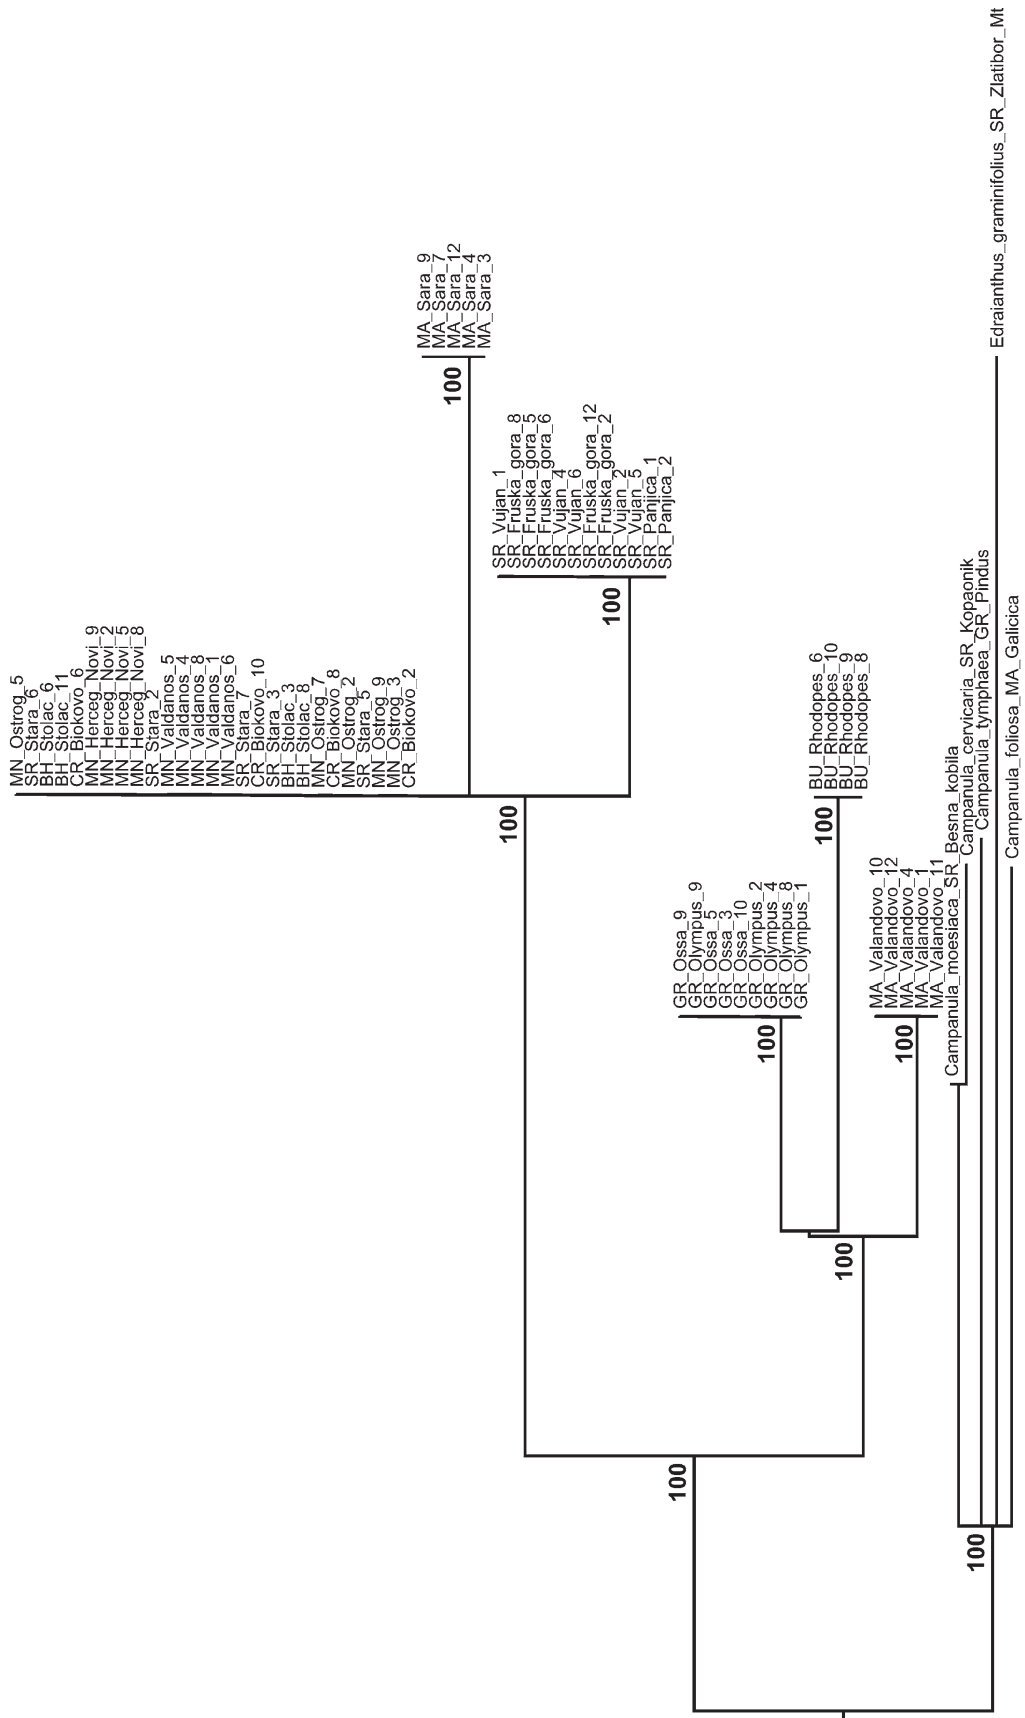 MN_Ostrog_5
SR_Stara_6
BH_Stolac_6
BH_Stolac_11
CR_Biokovo_6
MN_Herceg_Novi_9
MN_Herceg_Novi_2
MN_Herceg_Novi_5
MN_Herceg_Novi_8
SR_Stara_2
MN_Valdanos_5
MN_Valdanos_4
MN_Valdanos_8
MN_Valdanos_1
MN_Valdanos_6
SR_Stara_7
CR_Biokovo_10
SR_Stara_3
BH_Stolac_3
BH_Stolac_8
MN_Ostrog_7
CR_Biokovo_8
MN_Ostrog_2
SR_Stara_5
MN_Ostrog_9
MN_Ostrog_3
CR_Biokovo_2
MA_Sara_9
MA_Sara_7
MA_Sara_12
MA_Sara_4
MA_Sara_3
100
SR_Vujan_1
SR_Fruska_gora_8
SR_Fruska_gora_5
SR_Fruska_gora_6
SR_Vujan_4
SR_Vujan_6
SR_Fruska_gora_12
SR_Fruska_gora_2
SR_Vujan_2
SR_Vujan_5
SR_Panjica_1
SR_Panjica_2
100
100
GR_Ossa_9
GR_Olympus_9
GR_Ossa_5
GR_Ossa_3
GR_Ossa_10
GR_Olympus_2
GR_Olympus_4
GR_Olympus_8
GR_Olympus_1
100
BU_Rhodopes_6
BU_Rhodopes_10
BU_Rhodopes_9
BU_Rhodopes_8
100
MA_Valandovo_10
MA_Valandovo_12
MA_Valandovo_4
MA_Valandovo_1
MA_Valandovo_11
100
100
100
Campanula_moesiaca_SR_Besna_kobila
Campanula_cervicaria_SR_Kopaonik
Campanula_tymphaea_GR_Pindus
Edraianthus_graminifolius_SR_Zlatibor_Mt
Campanula_foliosa_MA_Galicica
100